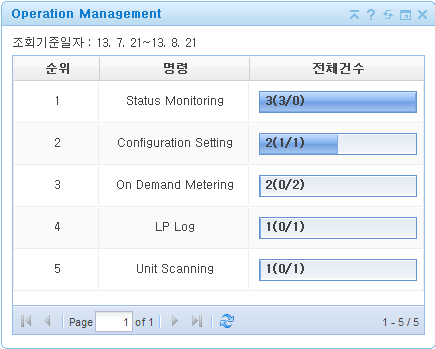 Operation Management
조회기준일자 : 13. 7. 21~13. 8. 21
순위 명령 전체건수
1 Status Monitoring 3(3/0)
2 Configuration Setting 2(1/1)
3 On Demand Metering 2(0/2)
4 LP Log 1(0/1)
5 Unit Scanning 1(0/1)
Page 1 of 1 1 - 5 / 5